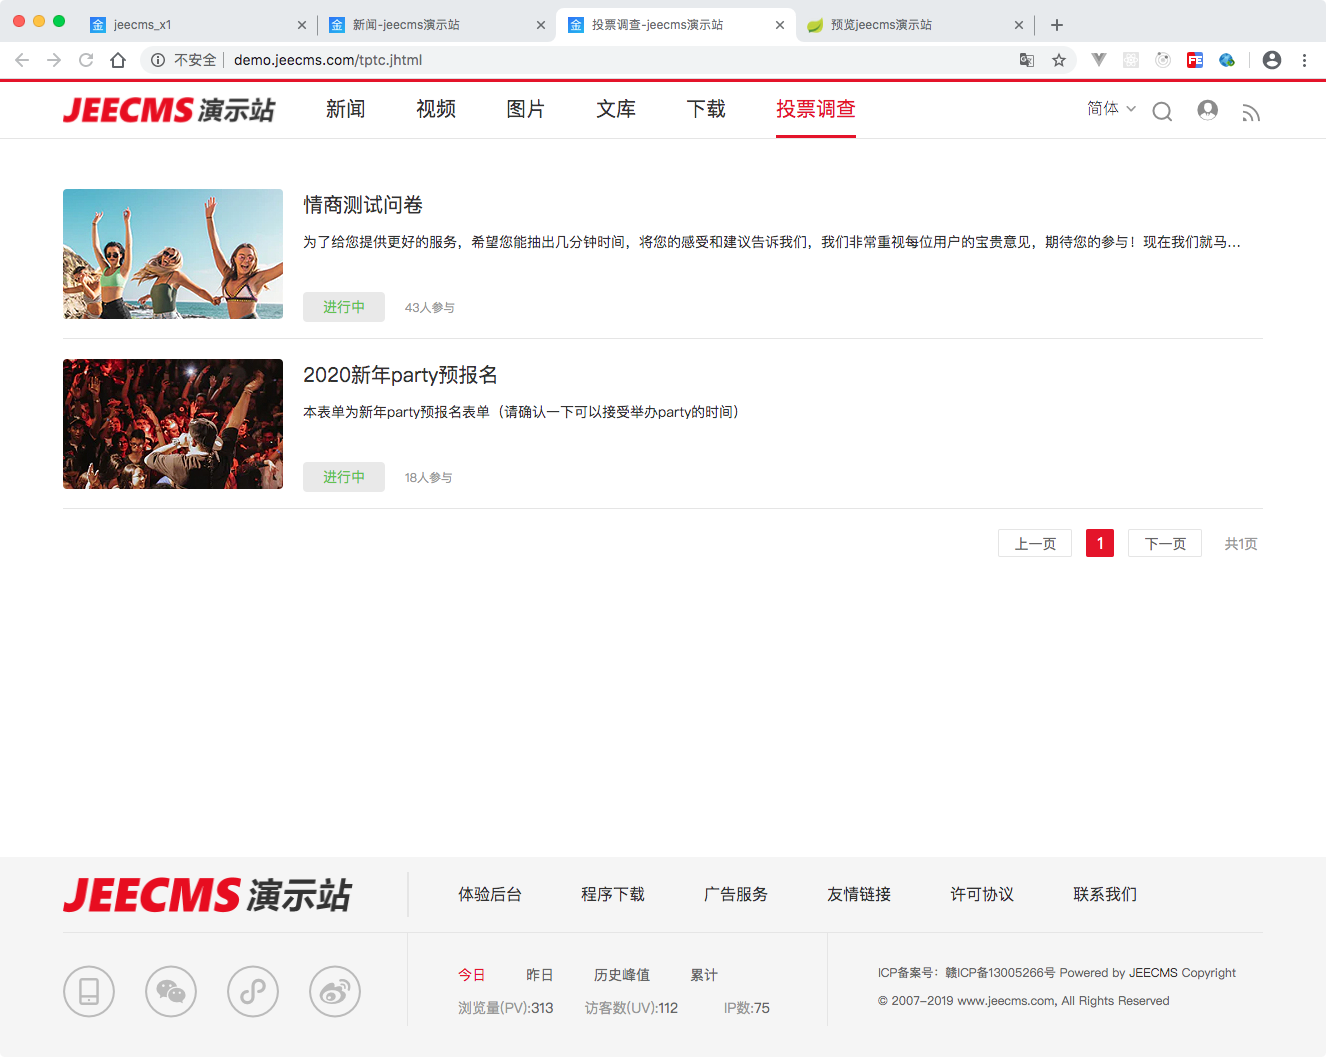 jeecms_x1
新闻-jeecms演示站
投票调查-jeecms演示站
预览jeecms演示站
不安全
demo.jeecms.com/tptc.jhtml
FE
JEECMS 演示站
新闻
视频
图片
文库
下载
投票调查
简体
情商测试问卷
为了给您提供更好的服务，希望您能抽出几分钟时间，将您的感受和建议告诉我们，我们非常重视每位用户的宝贵意见，期待您的参与！现在我们就马...
进行中
43人参与
2020新年party预报名
本表单为新年party预报名表单（请确认一下可以接受举办party的时间）
进行中
18人参与
上一页
1
下一页
共1页
JEECMS 演示站
体验后台
程序下载
广告服务
友情链接
许可协议
联系我们
今日
昨日
历史峰值
累计
浏览量(PV):313
访客数(UV):112
IP数:75
ICP备案号：赣ICP备13005266号 Powered by JEECMS Copyright
© 2007-2019 www.jeecms.com, All Rights Reserved